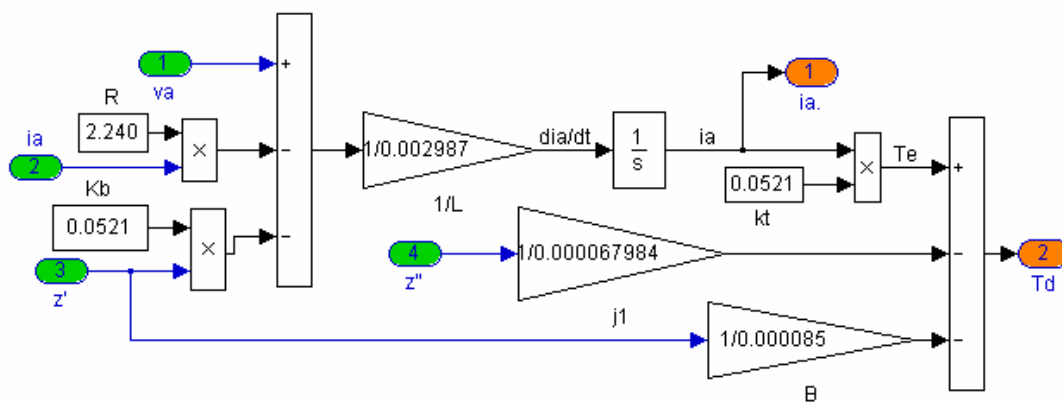 1
va
+
R
2.240
×
-
ia
2
Kb
0.0521
×
-
3
z'
1/0.002987
1/L
dia/dt
1
s
ia
1
ia.
0.0521
kt
×
Te
+
4
z"
1/0.000067984
j1
-
2
Td
1/0.000085
B
-